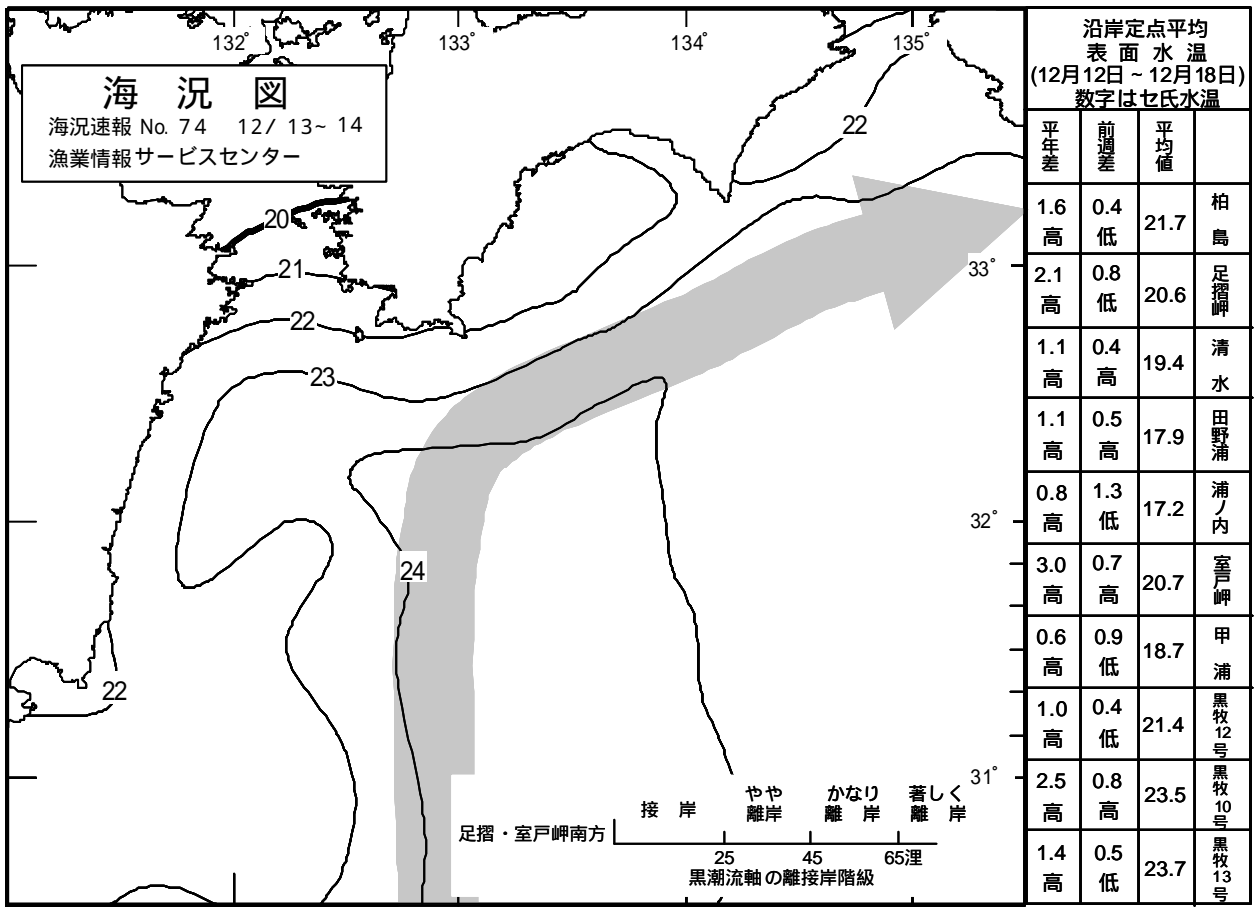 132°
133°
134°
135°
海 況 図
海況速報 No. 74 12/ 13~ 14
漁業情報サービスセンター
22
20
21
22
23
24
22
33°
32°
31°
接 岸
やや離岸
かなり離 岸
著しく離 岸
足摺・室戸岬南方
25 45 65浬
黒潮流軸の離接岸階級
沿岸定点平均
表 面 水 温
(12月12日 ~ 12月18日)
数字はセ氏水温
平年差 前週差 平均値
1.6高 0.4低 21.7 柏島
2.1高 0.8低 20.6 足摺岬
1.1高 0.4高 19.4 清水
1.1高 0.5高 17.9 田野浦
0.8高 1.3低 17.2 浦ノ内
3.0高 0.7高 20.7 室戸岬
0.6高 0.9低 18.7 甲浦
1.0高 0.4低 21.4 黒牧12号
2.5高 0.8高 23.5 黒牧10号
1.4高 0.5低 23.7 黒牧13号